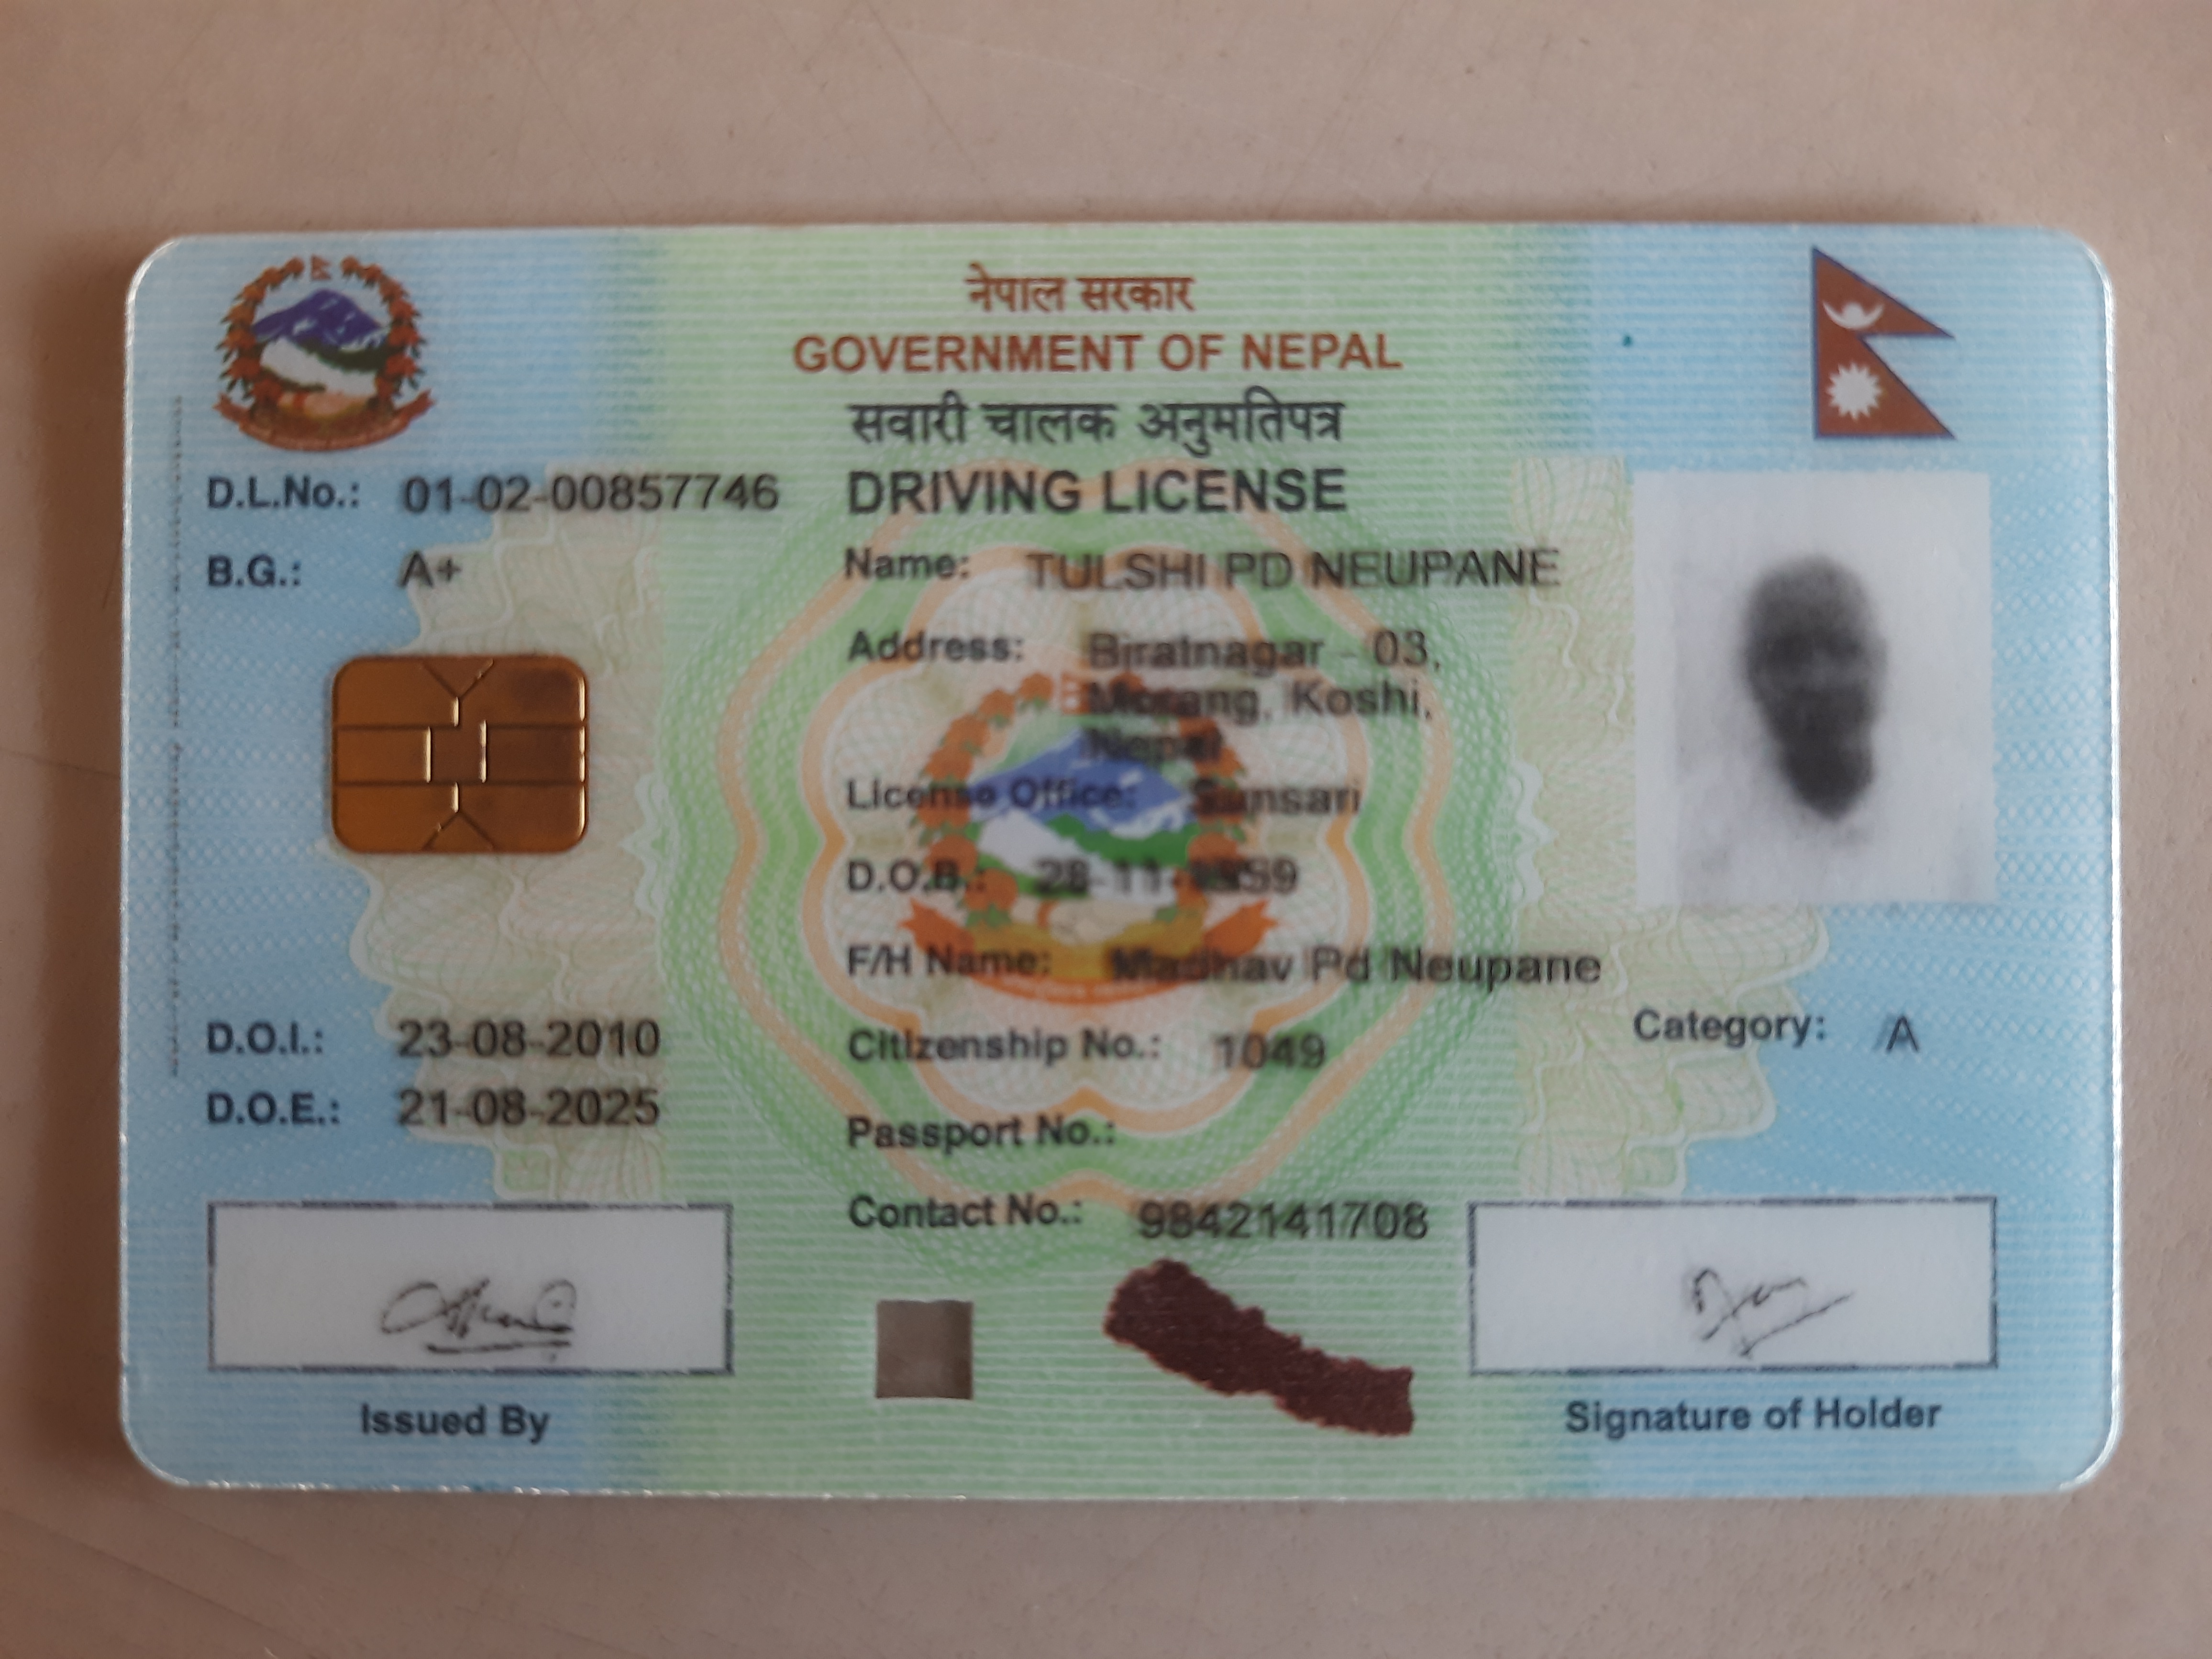 नेपाल सरकार
GOVERNMENT OF NEPAL
सवारी चालक अनुमतिपत्र
DRIVING LICENSE
D.L.No.: 01-02-00857746
B.G.: A+
Name: TULSHI PD NEUPANE
Address: Biratnagar - 03,
Morang, Koshi,
Nepal
License Office: Sunsari
D.O.B.: 28-11-
F/H Name: Madhav Pd Neupane
D.O.I.: 23-08-2010
Citizenship No.: 11049
Category: A
D.O.E.: 21-08-2025
Passport No.:
Contact No.: 9842141708
Issued By
Signature of Holder